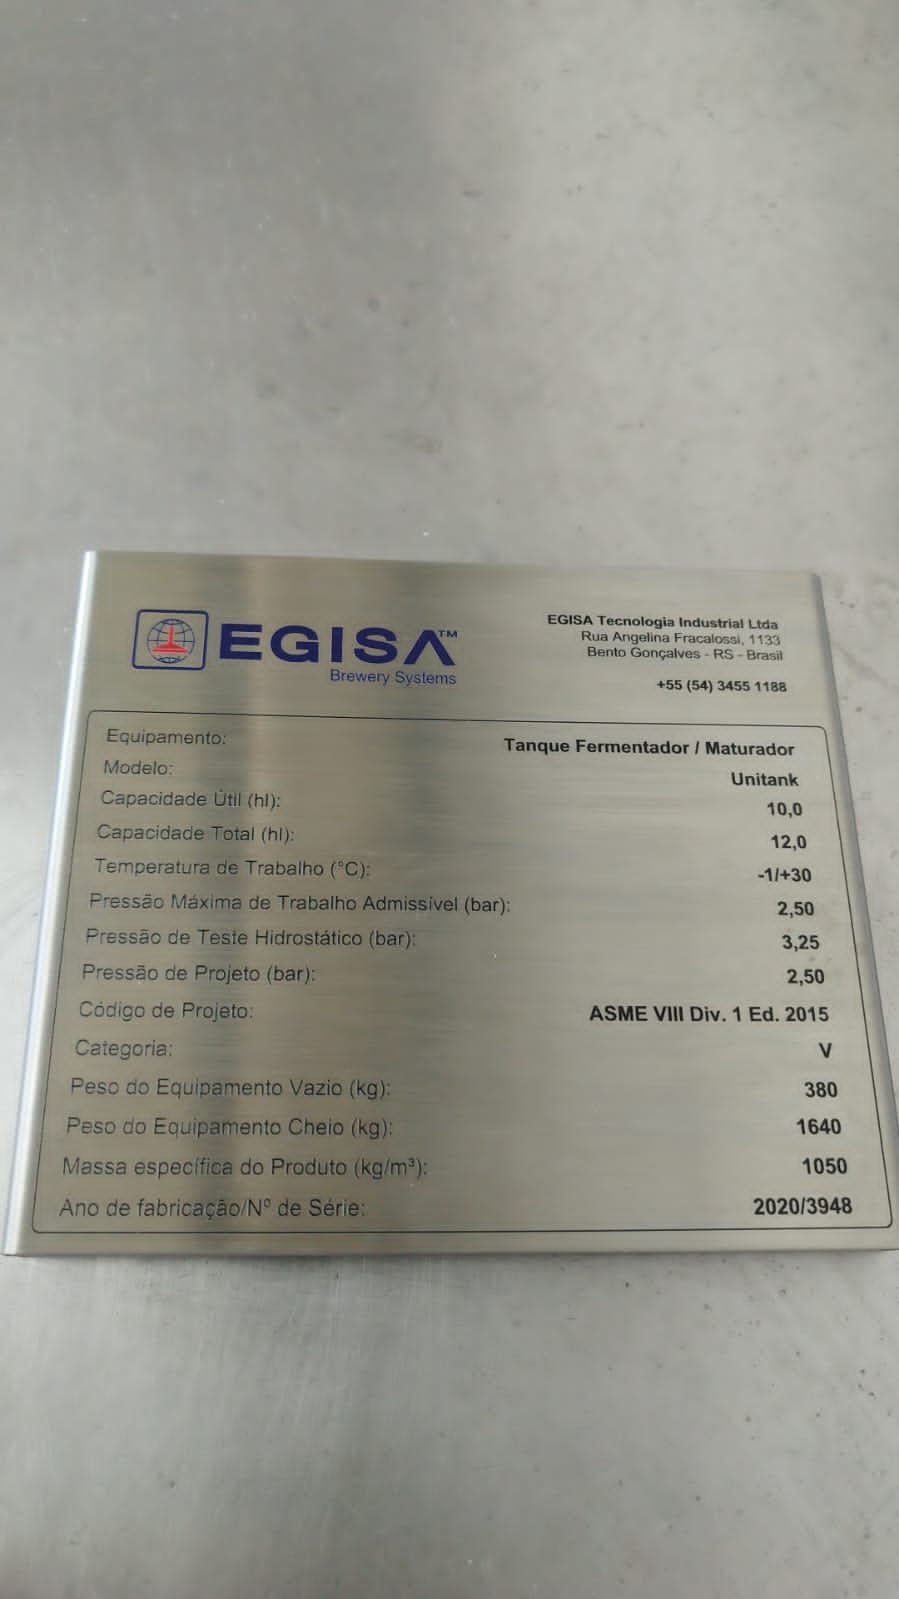 EGISA™
Brewery Systems
EGISA Tecnologia Industrial Ltda
Rua Angelina Fracalossi, 1133
Bento Gonçalves - RS - Brasil
+55 (54) 3455 1188
Equipamento: Tanque Fermentador / Maturador
Modelo: Unitank
Capacidade Útil (hl): 10,0
Capacidade Total (hl): 12,0
Temperatura de Trabalho (°C): -1/+30
Pressão Máxima de Trabalho Admissível (bar): 2,50
Pressão de Teste Hidrostático (bar): 3,25
Pressão de Projeto (bar): 2,50
Código de Projeto: ASME VIII Div. 1 Ed. 2015
Categoria: V
Peso do Equipamento Vazio (kg): 380
Peso do Equipamento Cheio (kg): 1640
Massa específica do Produto (kg/m³): 1050
Ano de fabricação/Nº de Série: 2020/3948